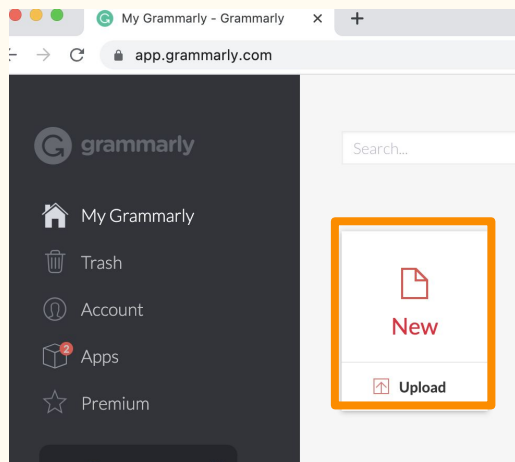 My Grammarly - Grammarly
app.grammarly.com
grammarly
Search...
My Grammarly
Trash
Account
2
Apps
Premium
New
Upload